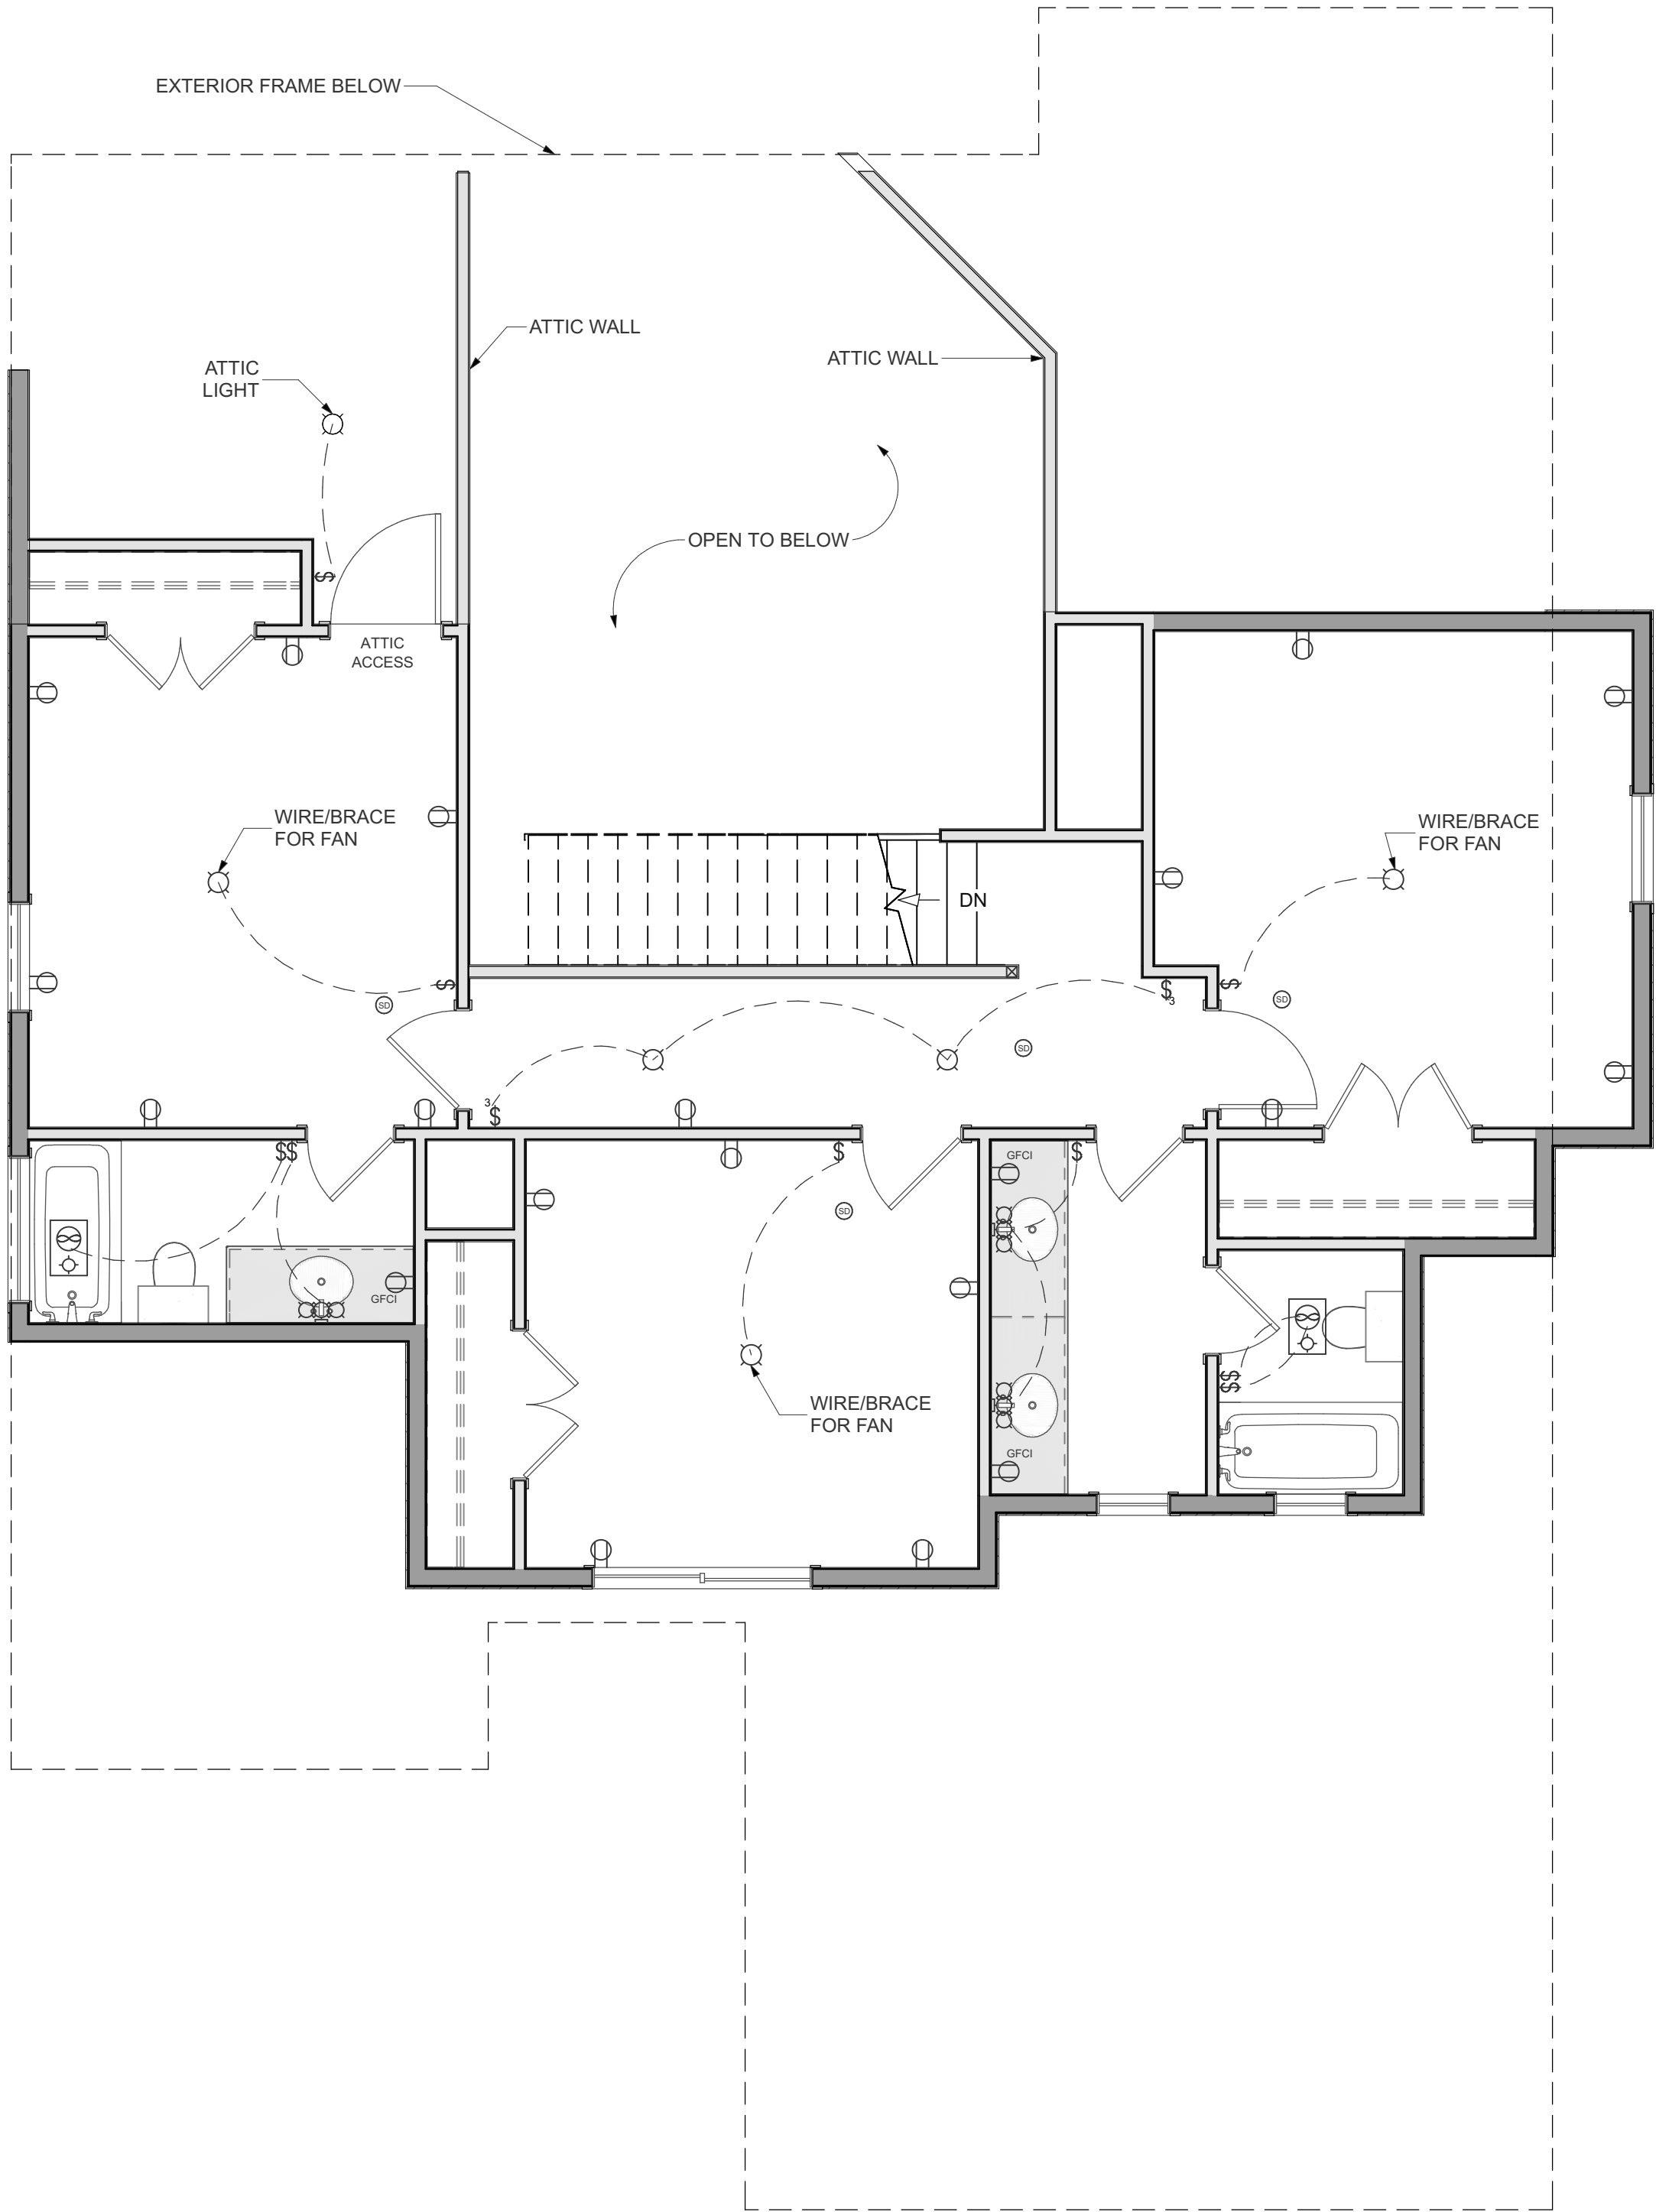 EXTERIOR FRAME BELOW
ATTIC WALL
ATTIC WALL
ATTIC
LIGHT
OPEN TO BELOW
$
ATTIC
ACCESS
WIRE/BRACE
FOR FAN
WIRE/BRACE
FOR FAN
DN
$
SD
$
3
$
SD
SD
3
$
$$
$
SD
GFCI
$
GFCI
WIRE/BRACE
FOR FAN
$$
GFCI